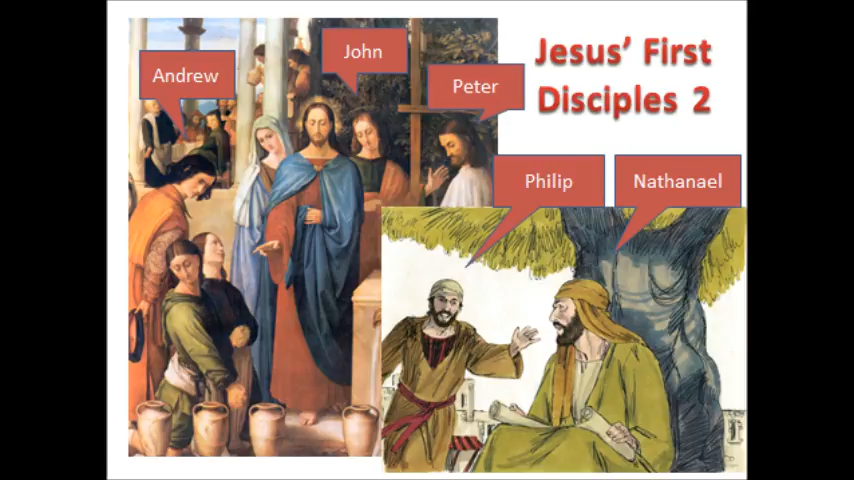 Jesus' First
Disciples 2
Andrew
John
Peter
Philip
Nathanael